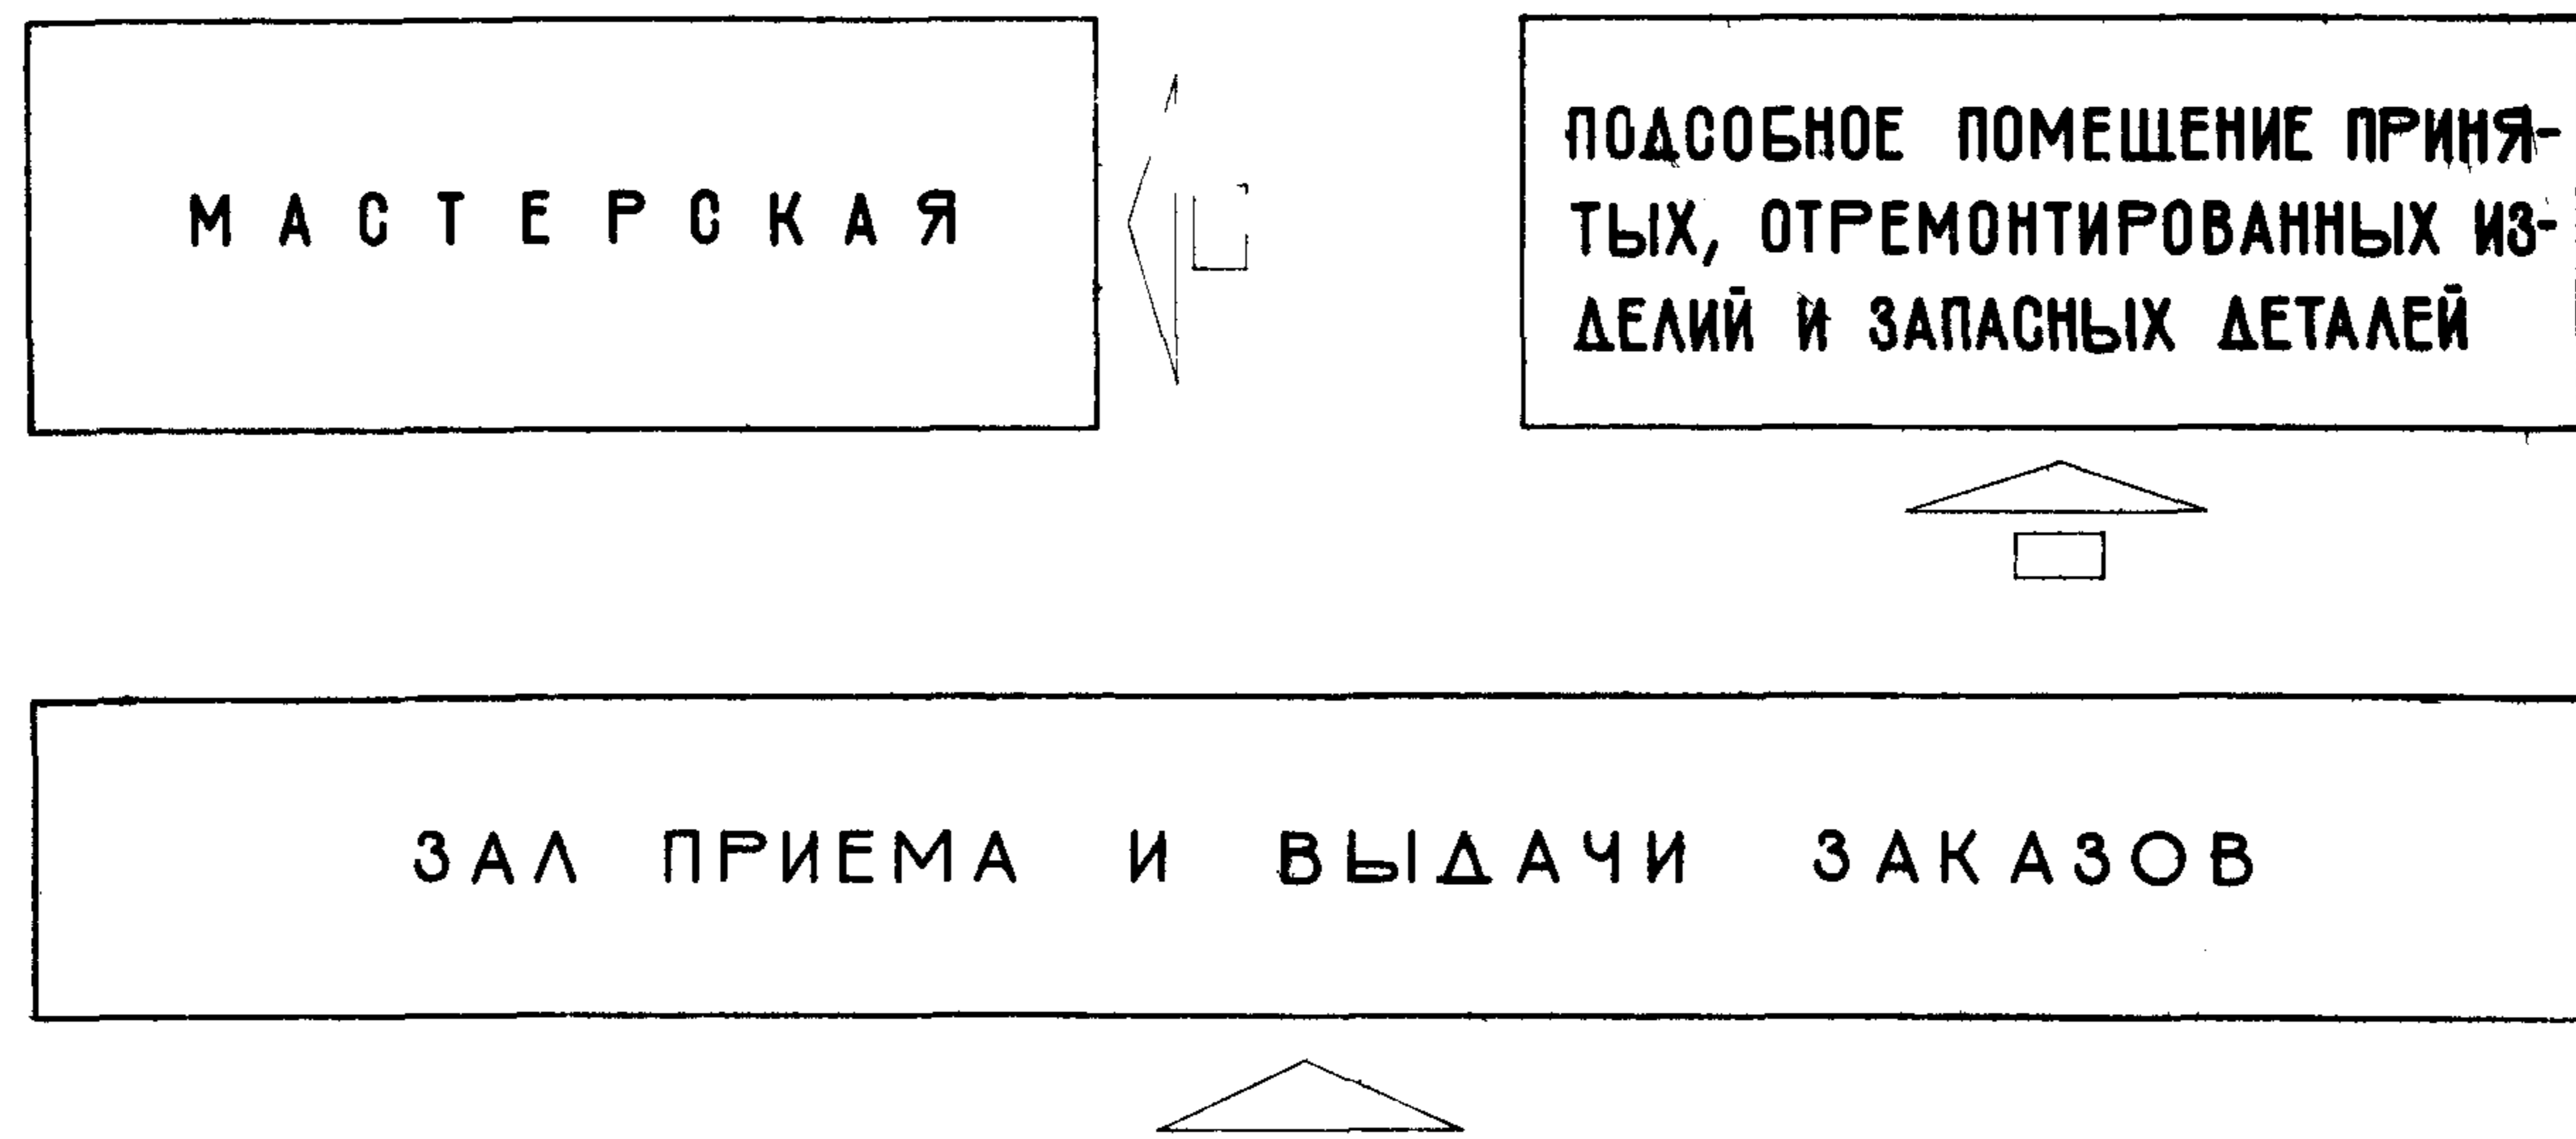 МАСТЕРСКАЯ
ПОДСОБНОЕ ПОМЕЩЕНИЕ ПРИНЯ-
ТЫХ, ОТРЕМОНТИРОВАННЫХ ИЗ-
ДЕЛИЙ И ЗАПАСНЫХ ДЕТАЛЕЙ
ЗАЛ ПРИЕМА И ВЫДАЧИ ЗАКАЗОВ